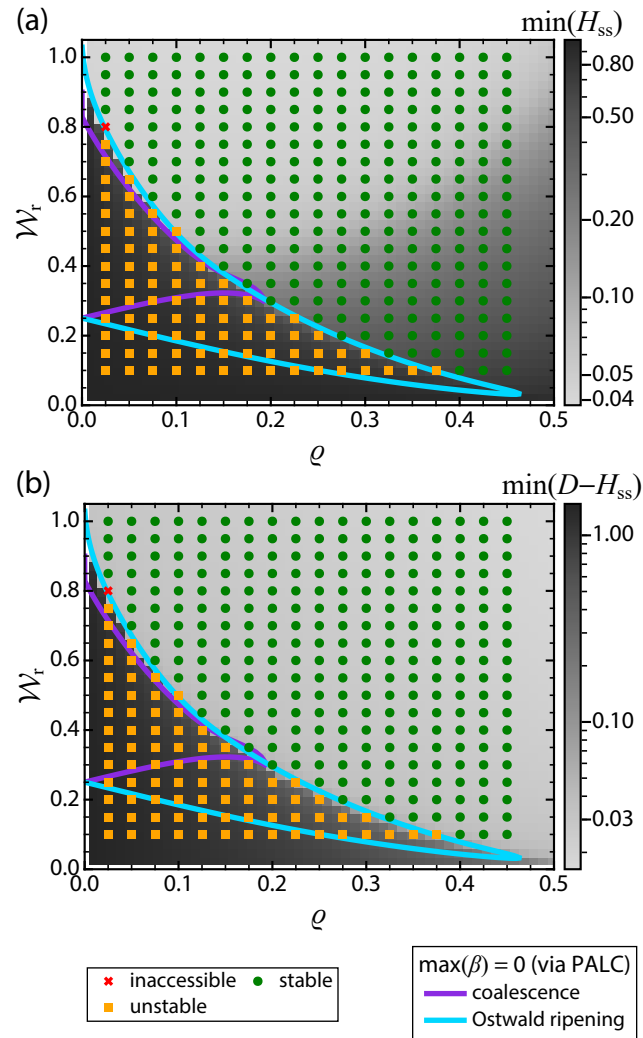 (a)
min(Hss)
1.0
0.8
0.6
0.4
0.2
0.0
𝒲r
0.0 0.1 0.2 0.3 0.4 0.5
ϱ
0.80
0.50
0.20
0.10
0.05
0.04
(b)
min(D–Hss)
1.0
0.8
0.6
0.4
0.2
0.0
𝒲r
0.0 0.1 0.2 0.3 0.4 0.5
ϱ
1.00
0.10
0.03
inaccessible stable
unstable
max(β) = 0 (via PALC)
coalescence
Ostwald ripening